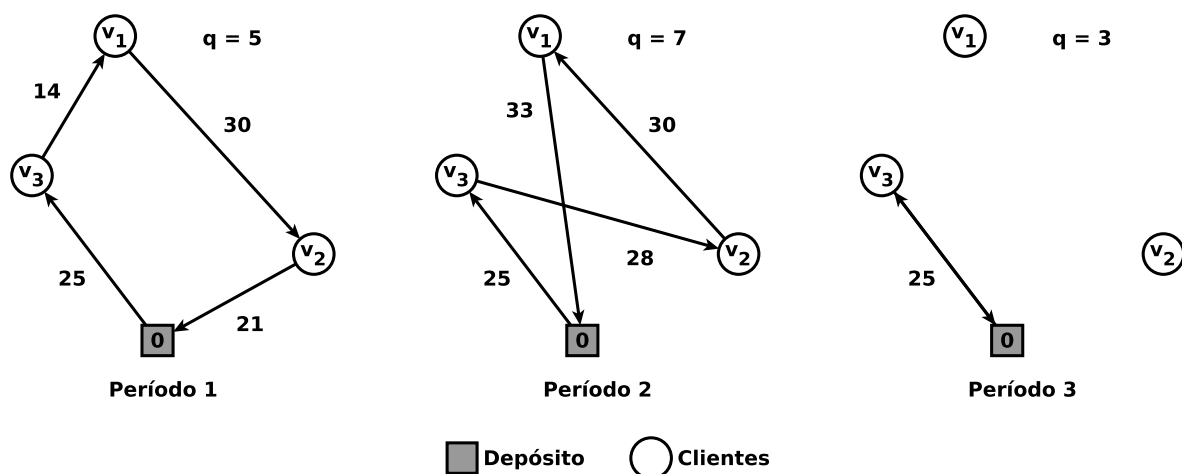 v1 q = 5
14
30
v3
v2
25
21
0
Período 1
v1 q = 7
33
30
v3
v2
28
25
0
Período 2
v1 q = 3
v3
v2
25
0
Período 3
Depósito Clientes